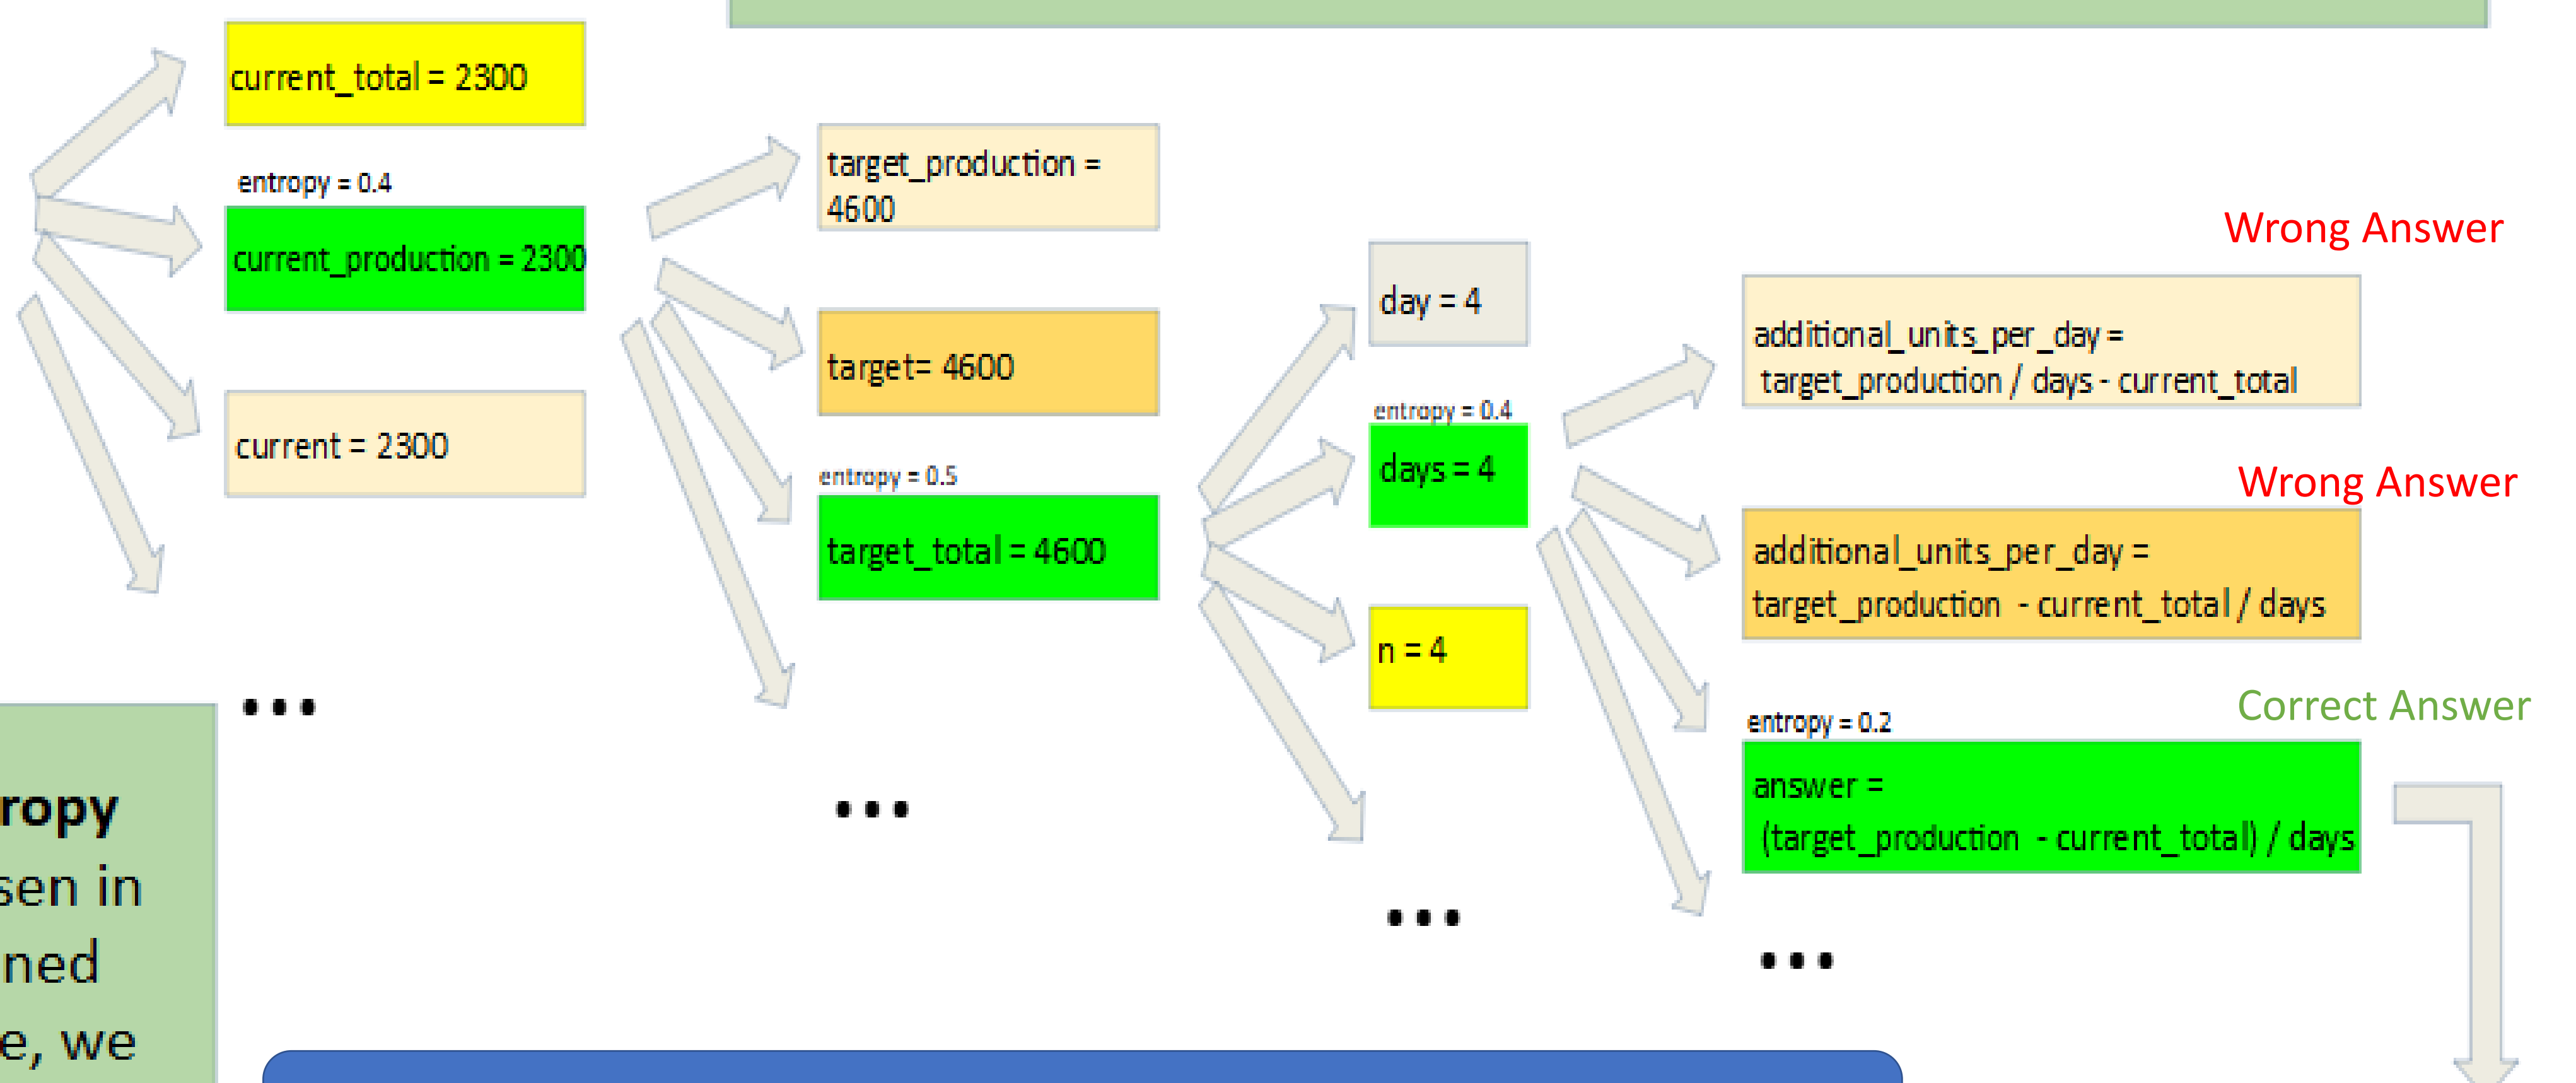 current_total = 2300
entropy = 0.4
current_production = 2300
current = 2300
...
target_production =
4600
target= 4600
entropy = 0.5
target_total = 4600
...
day = 4
entropy = 0.4
days = 4
n = 4
...
Wrong Answer
additional_units_per_day =
target_production / days - current_total
Wrong Answer
additional_units_per_day =
target_production - current_total / days
Correct Answer
entropy = 0.2
answer =
(target_production - current_total) / days
...
ropy
sen in
ned
e, we